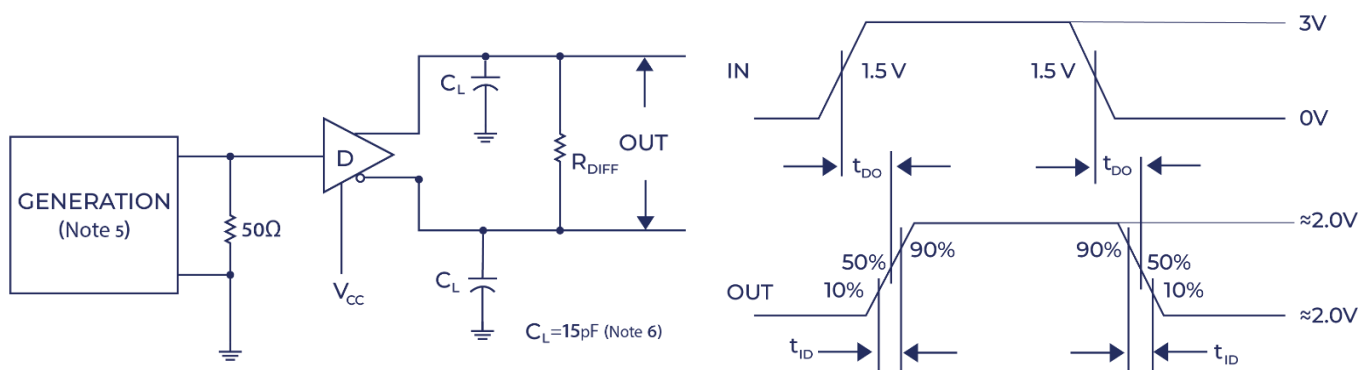 GENERATION
(Note 5)
50Ω
D
V_CC
C_L
C_L
R_DIFF
OUT
C_L=15pF (Note 6)
IN
1.5 V
1.5 V
3V
0V
t_DO
t_DO
OUT
50%
90%
10%
90%
50%
10%
≈2.0V
≈2.0V
t_ID
t_ID